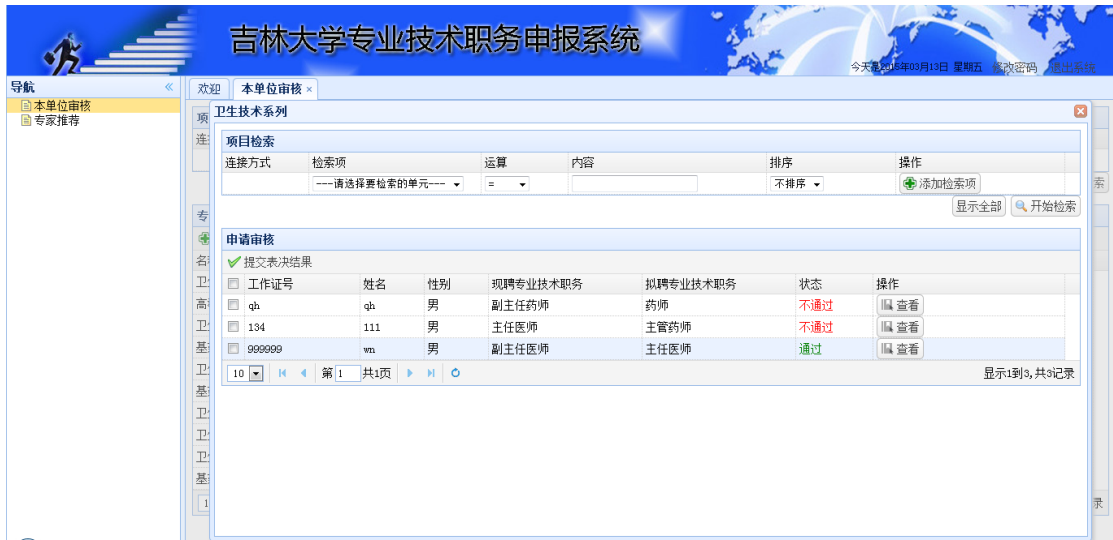 吉林大学专业技术职务申报系统
今天是2015年03月13日 星期五 修改密码 退出系统
导航
本单位审核
专家推荐
欢迎 本单位审核
卫生技术系列
项目检索
连接方式 检索项 运算 内容 排序 操作
---请选择要检索的单元--- = 不排序 添加检索项
显示全部 开始检索
申请审核
提交表决结果
工作证号 姓名 性别 现聘专业技术职务 拟聘专业技术职务 状态 操作
qh qh 男 副主任药师 药师 不通过 查看
134 111 男 主任医师 主管药师 不通过 查看
999999 wn 男 副主任医师 主任医师 通过 查看
10 第 1 共1页 显示1到3,共3记录